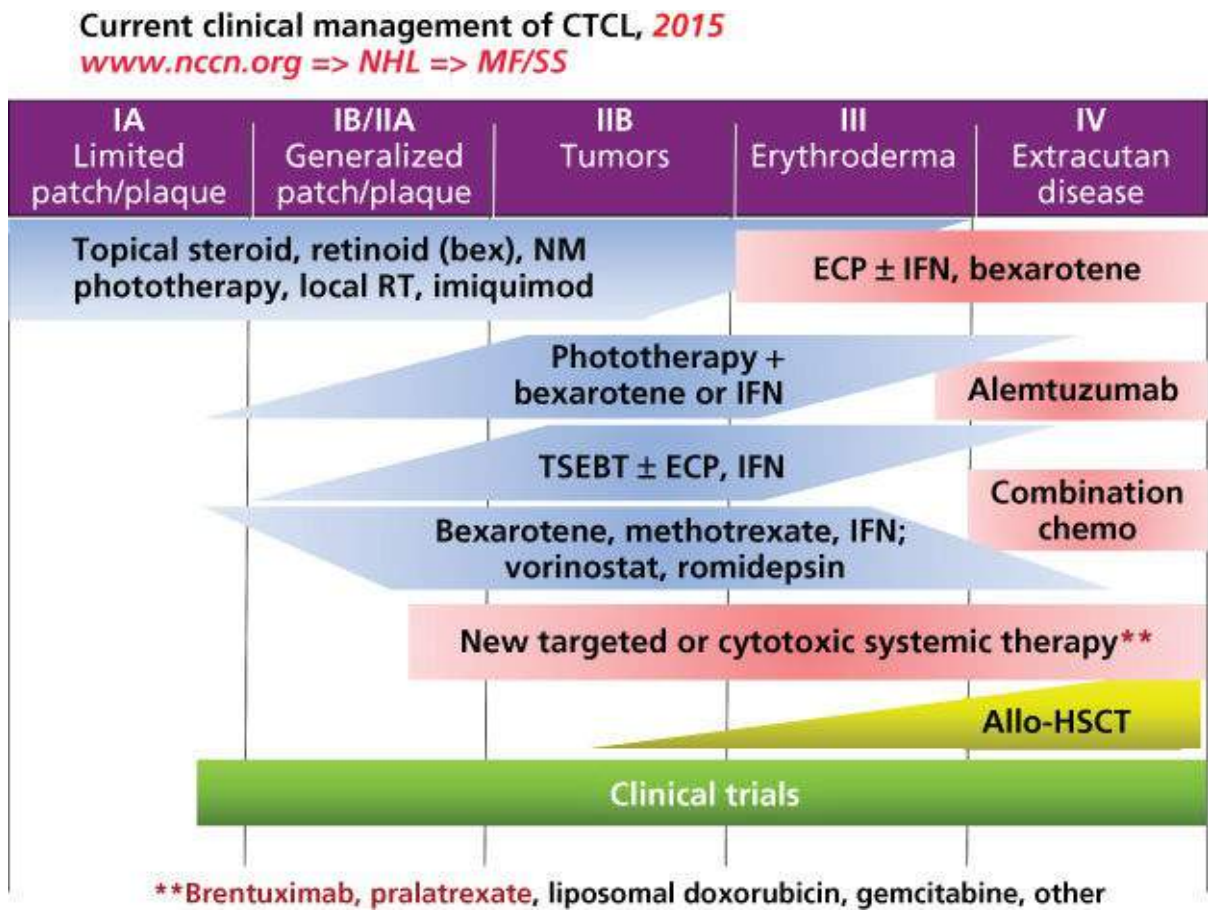 Current clinical management of CTCL, 2015
www.nccn.org => NHL => MF/SS
IA
Limited
patch/plaque
IB/IIA
Generalized
patch/plaque
IIB
Tumors
III
Erythroderma
IV
Extracutan
disease
Topical steroid, retinoid (bex), NM
phototherapy, local RT, imiquimod
ECP ± IFN, bexarotene
Phototherapy +
bexarotene or IFN
Alemtuzumab
TSEBT ± ECP, IFN
Combination
chemo
Bexarotene, methotrexate, IFN;
vorinostat, romidepsin
New targeted or cytotoxic systemic therapy**
Allo-HSCT
Clinical trials
**Brentuximab, pralatrexate, liposomal doxorubicin, gemcitabine, other